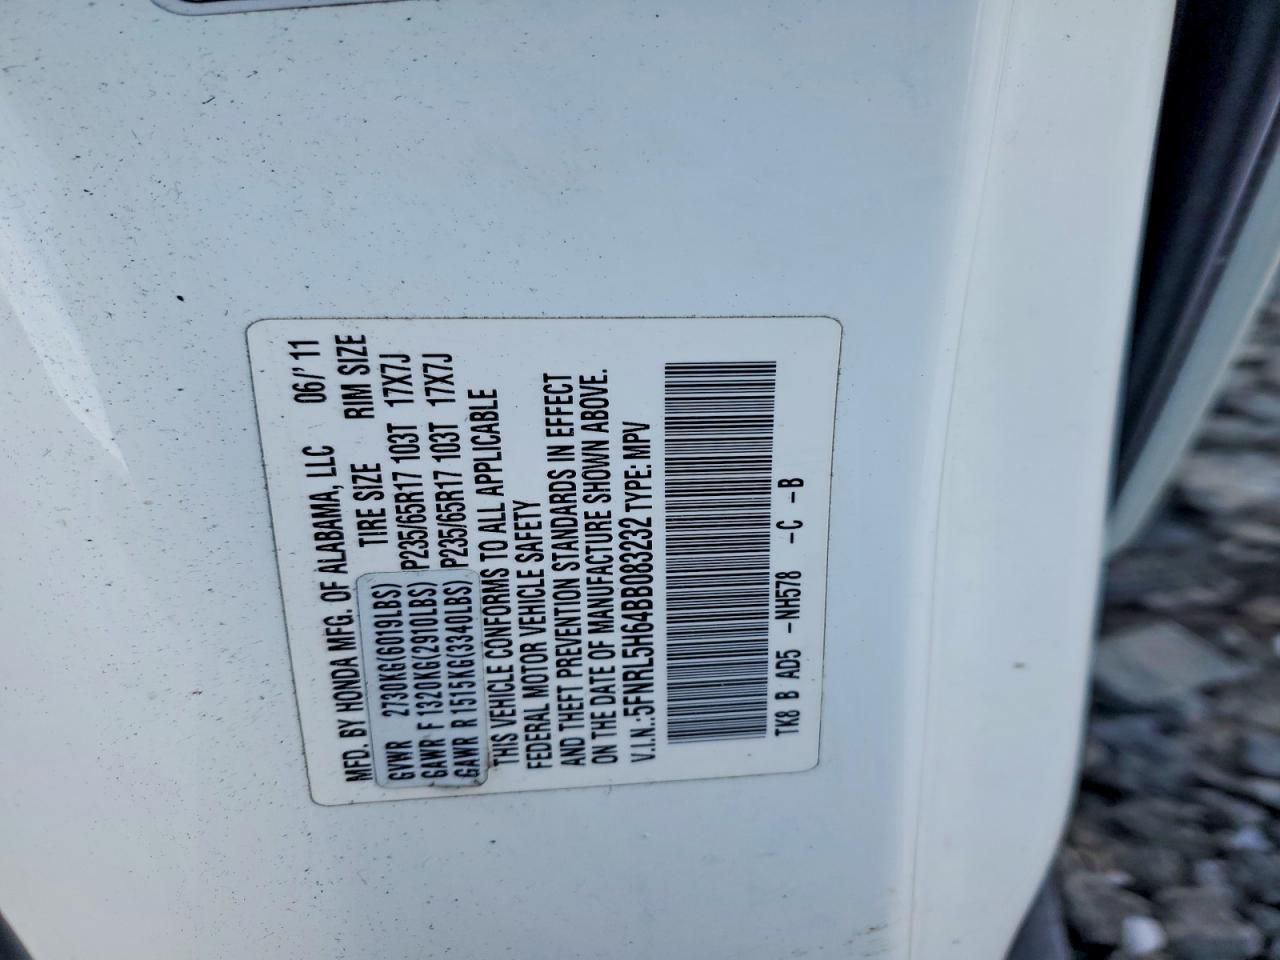 MFD. BY HONDA MFG. OF ALABAMA, LLC 06/'11
TIRE SIZE RIM SIZE
GVWR 2730KG(6019LBS)
GAWR F 1320KG(2910LBS) P235/65R17 103T 17X7J
GAWR R 1515KG(3340LBS) P235/65R17 103T 17X7J
THIS VEHICLE CONFORMS TO ALL APPLICABLE
FEDERAL MOTOR VEHICLE SAFETY
AND THEFT PREVENTION STANDARDS IN EFFECT
ON THE DATE OF MANUFACTURE SHOWN ABOVE.
V.I.N.:5FNRL5H64BB083232 TYPE: MPV
TK8 B AD5 -NH578 -C -B